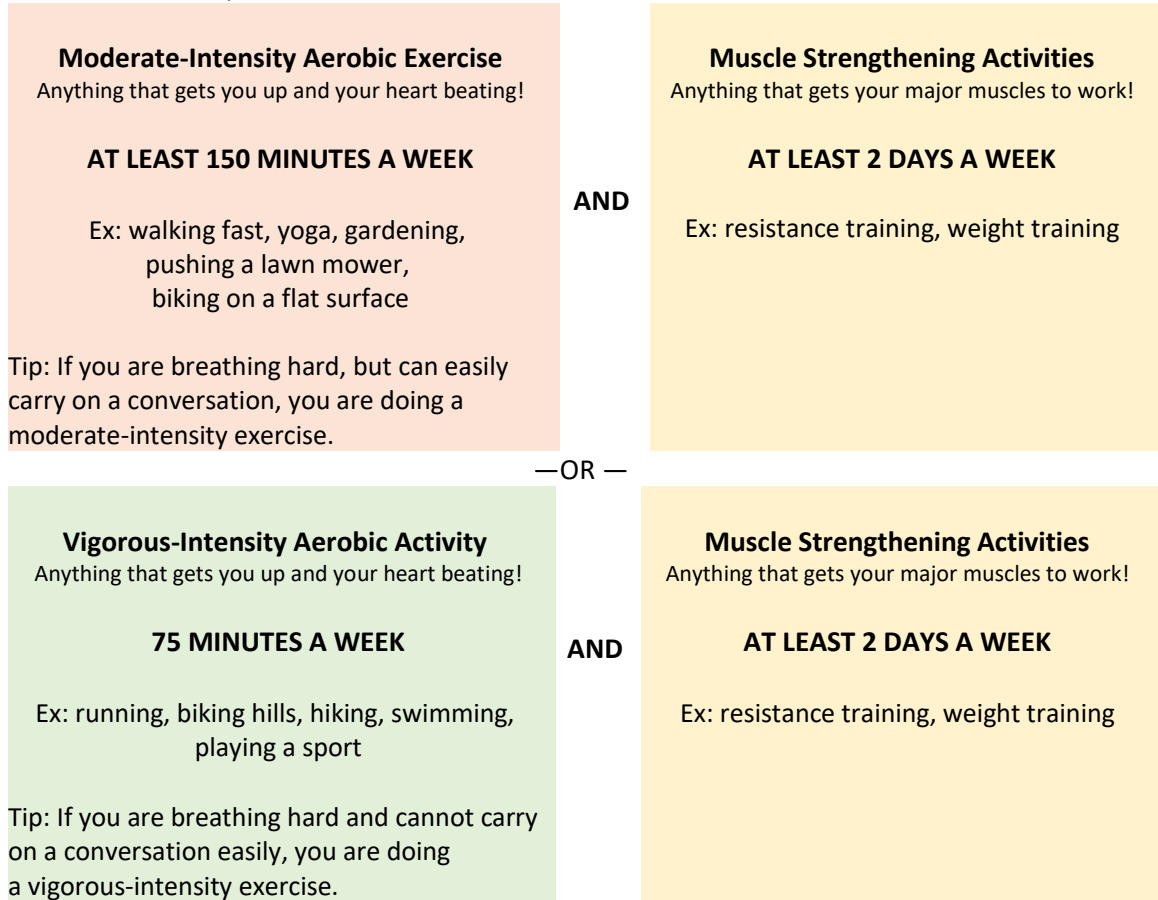 Moderate-Intensity Aerobic Exercise
Anything that gets you up and your heart beating!
AT LEAST 150 MINUTES A WEEK
Ex: walking fast, yoga, gardening,
pushing a lawn mower,
biking on a flat surface
Tip: If you are breathing hard, but can easily
carry on a conversation, you are doing a
moderate-intensity exercise.
AND
Muscle Strengthening Activities
Anything that gets your major muscles to work!
AT LEAST 2 DAYS A WEEK
Ex: resistance training, weight training
—OR —
Vigorous-Intensity Aerobic Activity
Anything that gets you up and your heart beating!
75 MINUTES A WEEK
Ex: running, biking hills, hiking, swimming,
playing a sport
Tip: If you are breathing hard and cannot carry
on a conversation easily, you are doing
a vigorous-intensity exercise.
AND
Muscle Strengthening Activities
Anything that gets your major muscles to work!
AT LEAST 2 DAYS A WEEK
Ex: resistance training, weight training